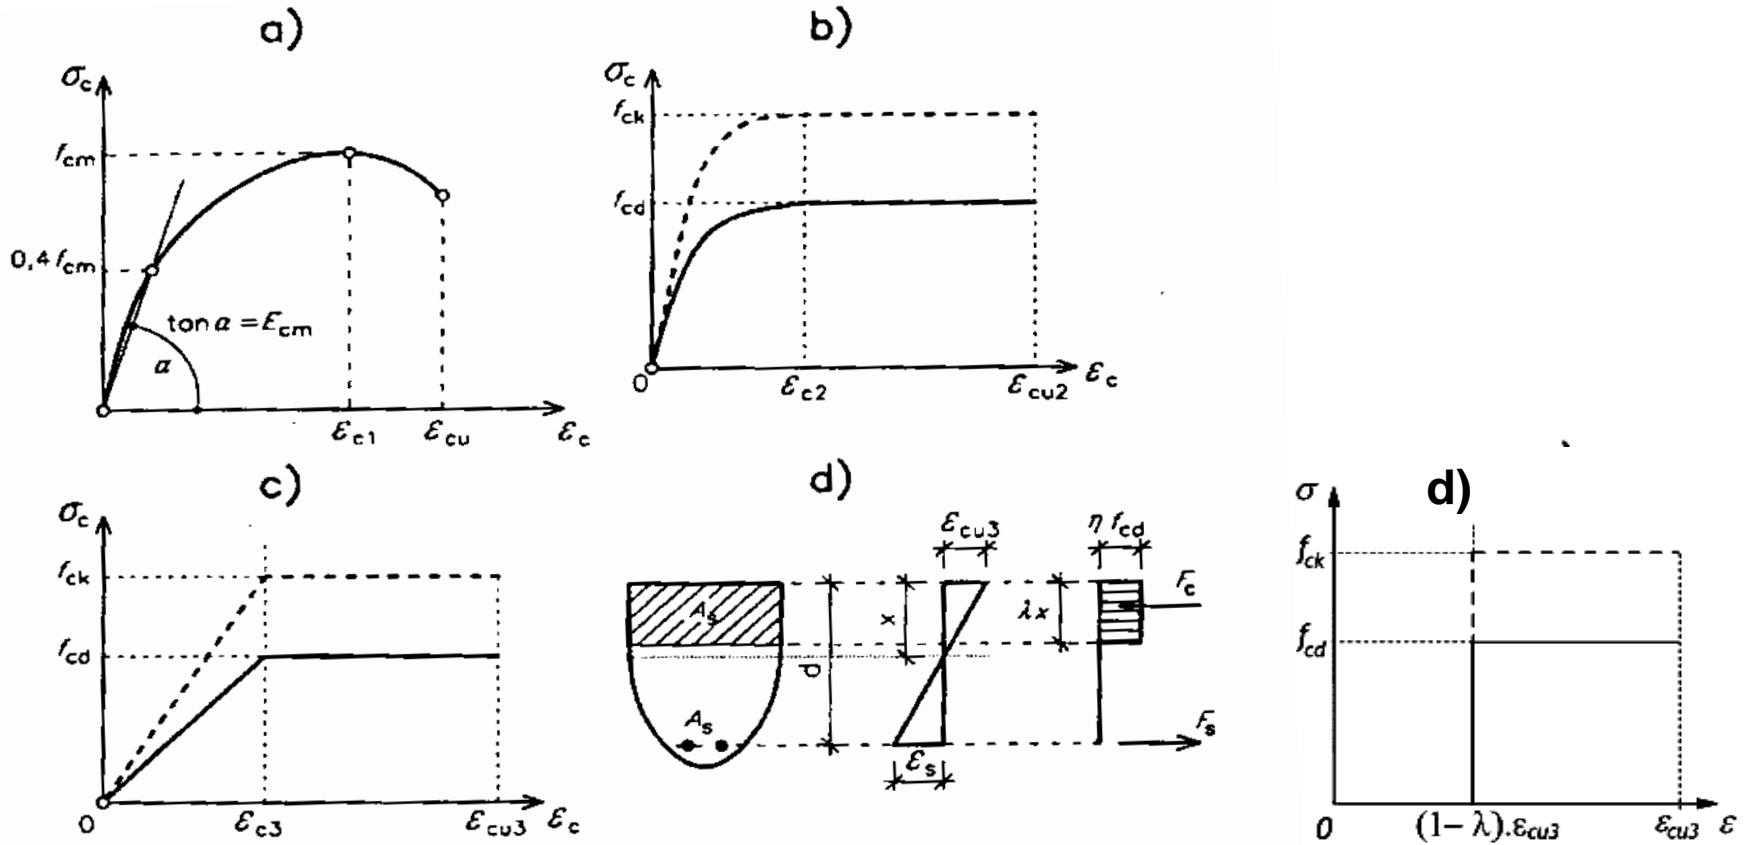 a)
σc
fcm
0,4 fcm
tan α = Ecm
α
εc1
εcu
εc
b)
σc
fck
fcd
0
εc2
εcu2
εc
c)
σc
fck
fcd
0
εc3
εcu3
εc
d)
εcu3
η fcd
As
x
λx
Fc
d
As
εs
Fs
d)
σ
fck
fcd
0
(1− λ).εcu3
εcu3
ε